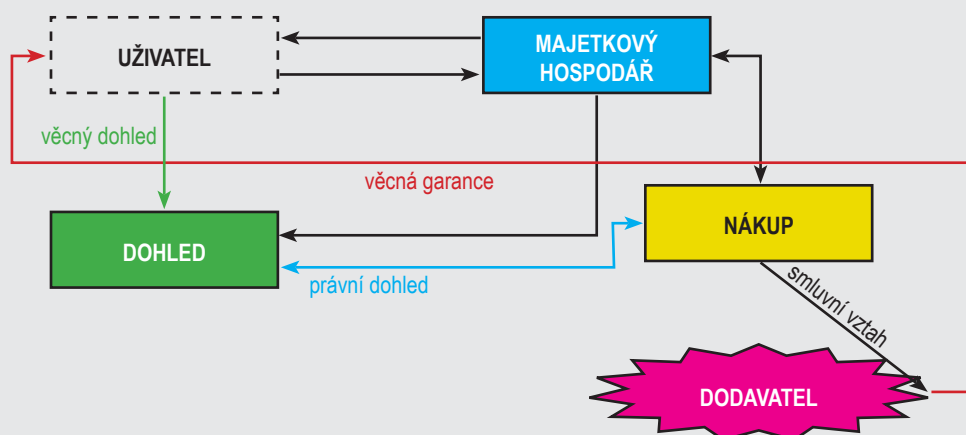 UŽIVATEL
MAJETKOVÝ
HOSPODÁŘ
věcný dohled
věcná garance
DOHLED
NÁKUP
právní dohled
smluvní vztah
DODAVATEL